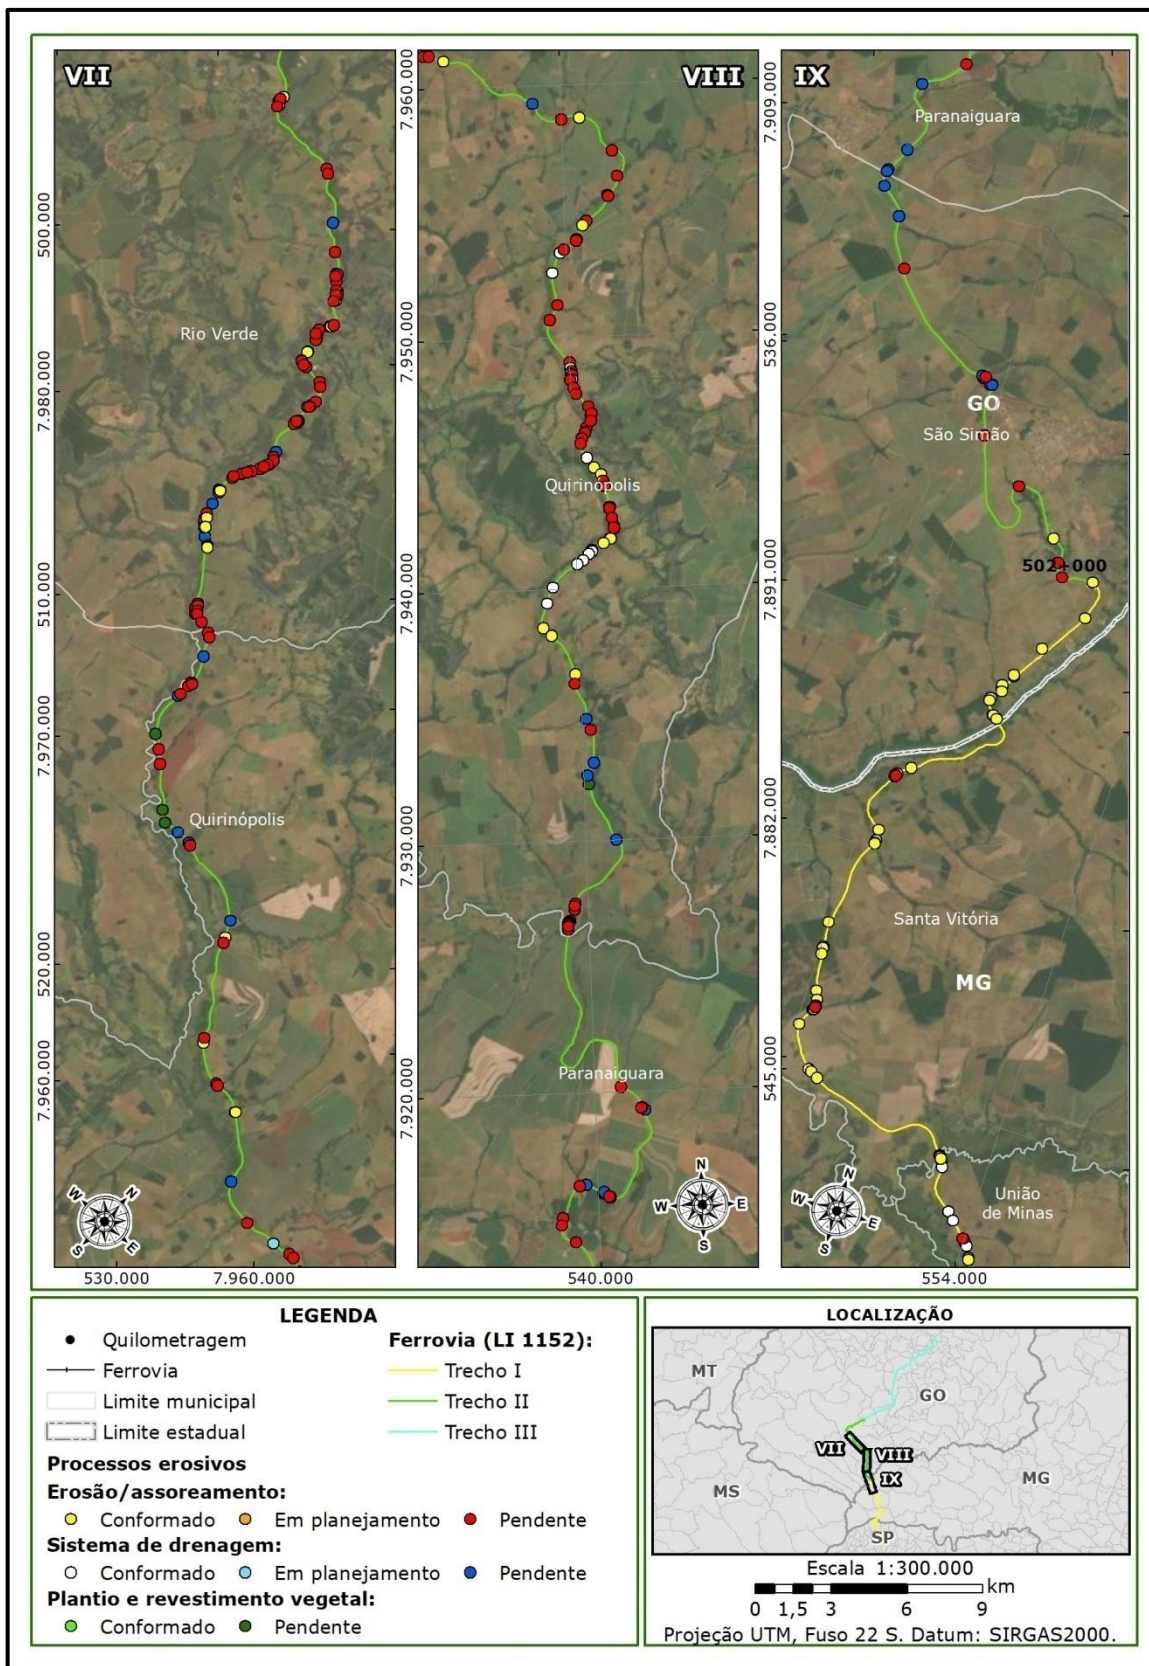 VII
VIII
IX
500.000
7.980.000
510.000
7.970.000
520.000
7.960.000
530.000
7.960.000
Rio Verde
Quirinópolis
N
E
S
W
7.960.000
7.950.000
7.940.000
7.930.000
7.920.000
540.000
Quirinópolis
Paranaiguara
N
E
S
W
7.909.000
536.000
7.891.000
7.882.000
545.000
554.000
Paranaiguara
GO
São Simão
502+000
Santa Vitória
MG
União
de Minas
N
E
S
W
LEGENDA
Quilometragem
Ferrovia
Limite municipal
Limite estadual
Ferrovia (LI 1152):
Trecho I
Trecho II
Trecho III
Processos erosivos
Erosão/assoreamento:
Conformado Em planejamento Pendente
Sistema de drenagem:
Conformado Em planejamento Pendente
Plantio e revestimento vegetal:
Conformado Pendente
LOCALIZAÇÃO
MT
GO
VII
VIII
IX
MS
MG
SP
Escala 1:300.000
km
0 1,5 3 6 9
Projeção UTM, Fuso 22 S. Datum: SIRGAS2000.